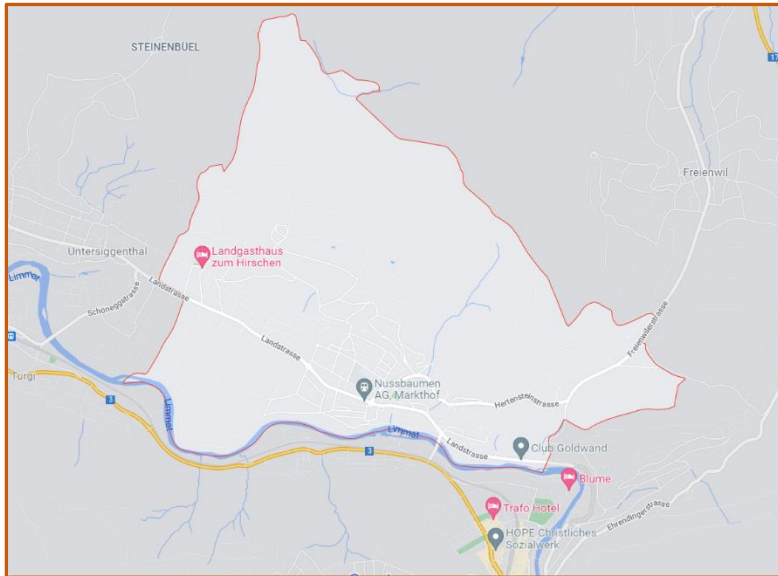 STEINENBUEL
17
Freienwil
Untersiggenthal
Landgasthaus
zum Hirschen
Limmat
Landstrasse
Schöneggstrasse
Freienwilerstrasse
Landstrasse
Turgi
3
Limmat
Nussbaumen
AG, Markthof
Hertensteinstrasse
Limmat
Landstrasse
3
Club Goldwand
Blume
Trafo Hotel
Ehrendingerstrasse
HOPE Christliches
Sozialwerk